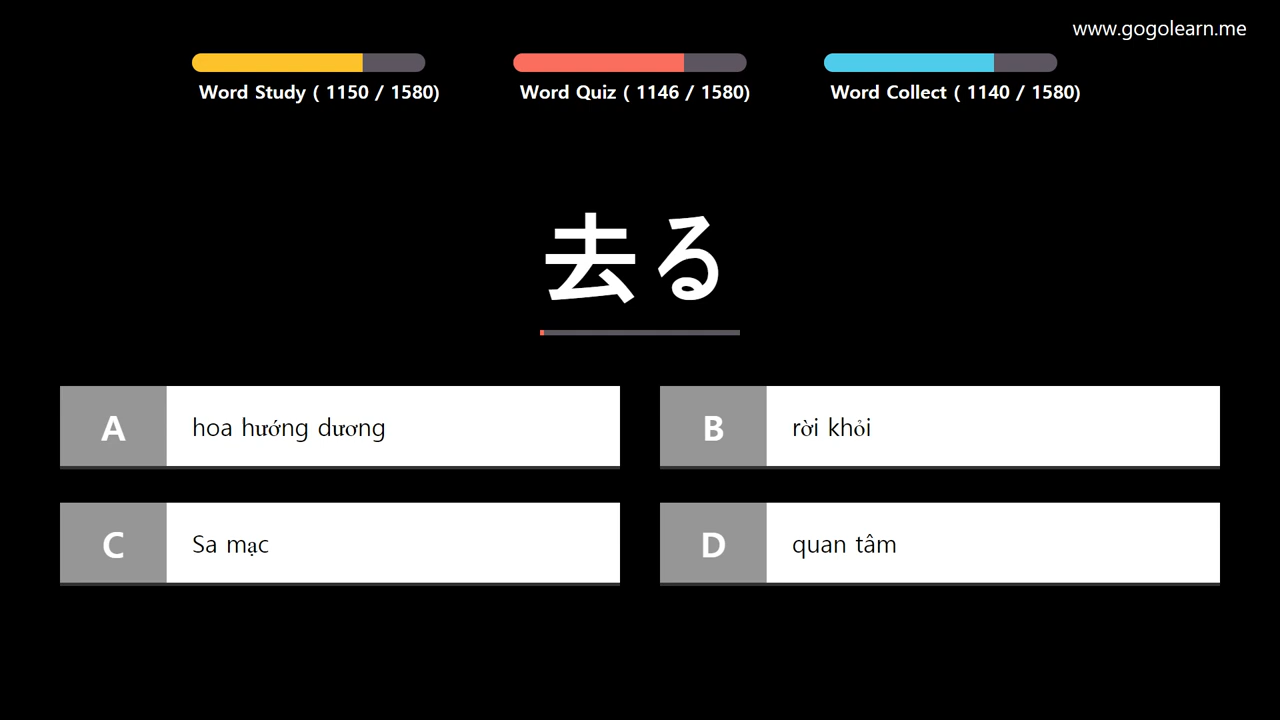 www.gogolearn.me
Word Study ( 1150 / 1580)
Word Quiz ( 1146 / 1580)
Word Collect ( 1140 / 1580)
去る
A
hoa hướng dương
B
rời khỏi
C
Sa mạc
D
quan tâm